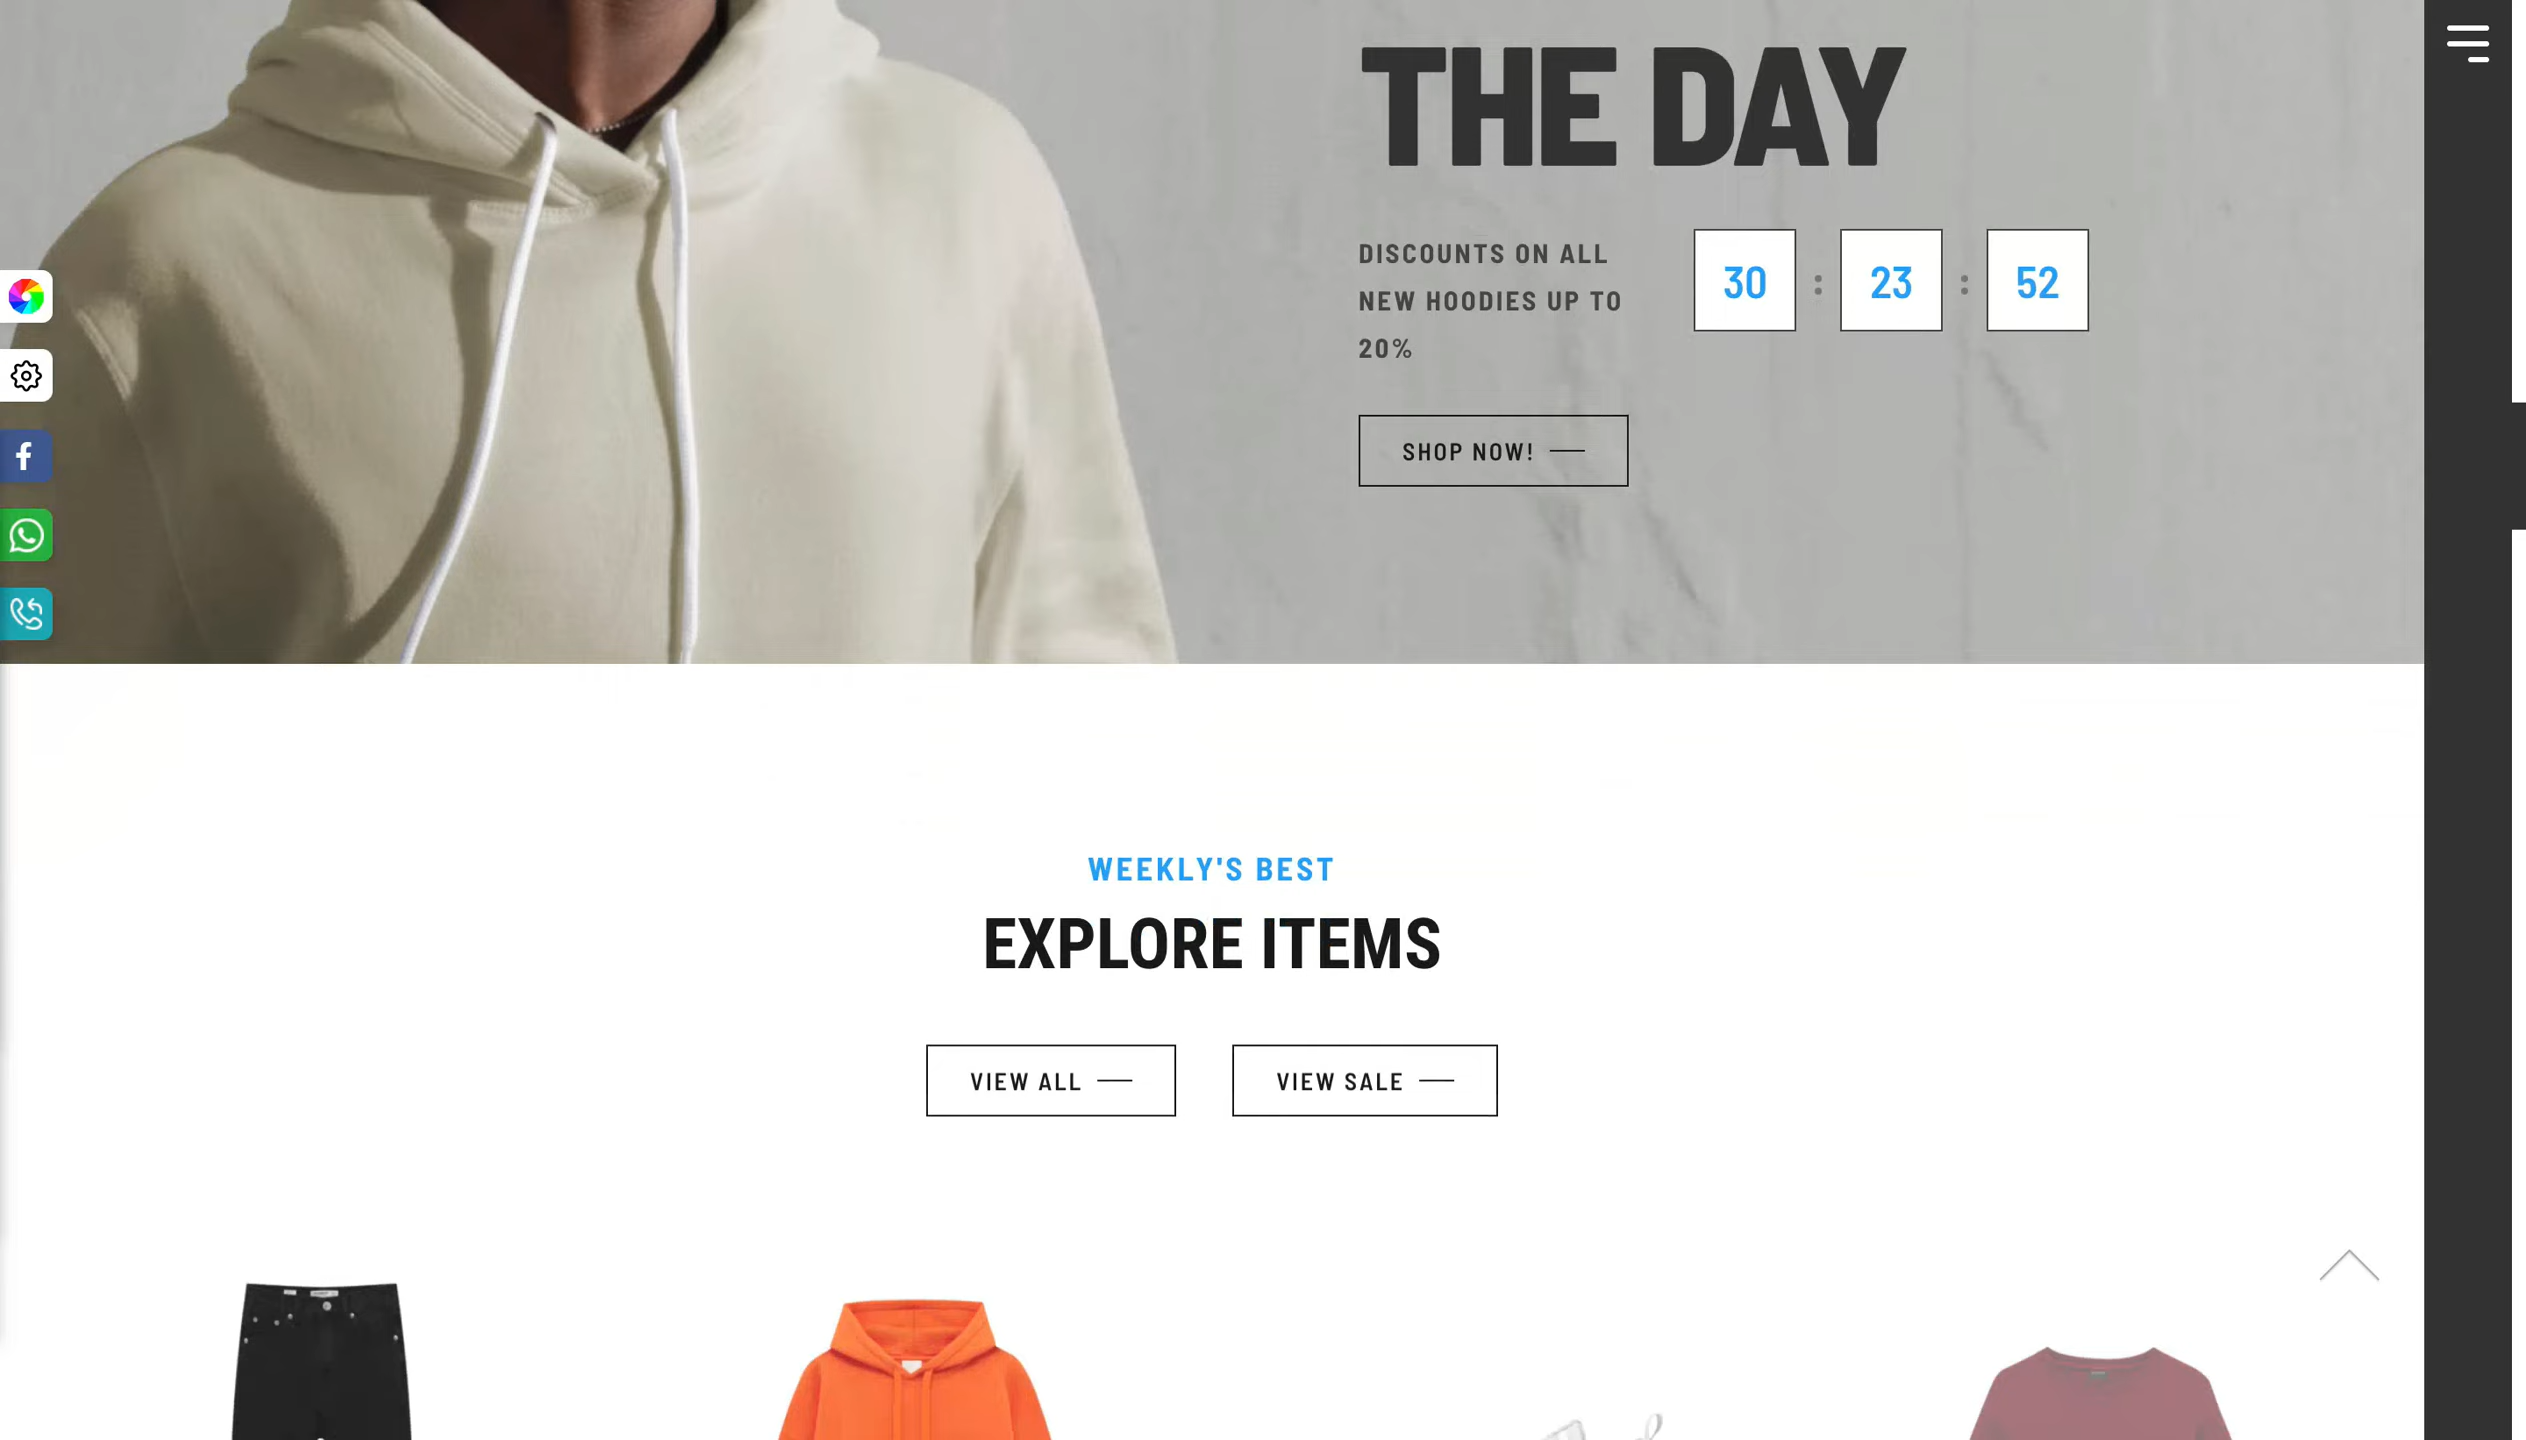 THE DAY
DISCOUNTS ON ALL
NEW HOODIES UP TO
20%
30 : 23 : 52
SHOP NOW!
WEEKLY'S BEST
EXPLORE ITEMS
VIEW ALL
VIEW SALE